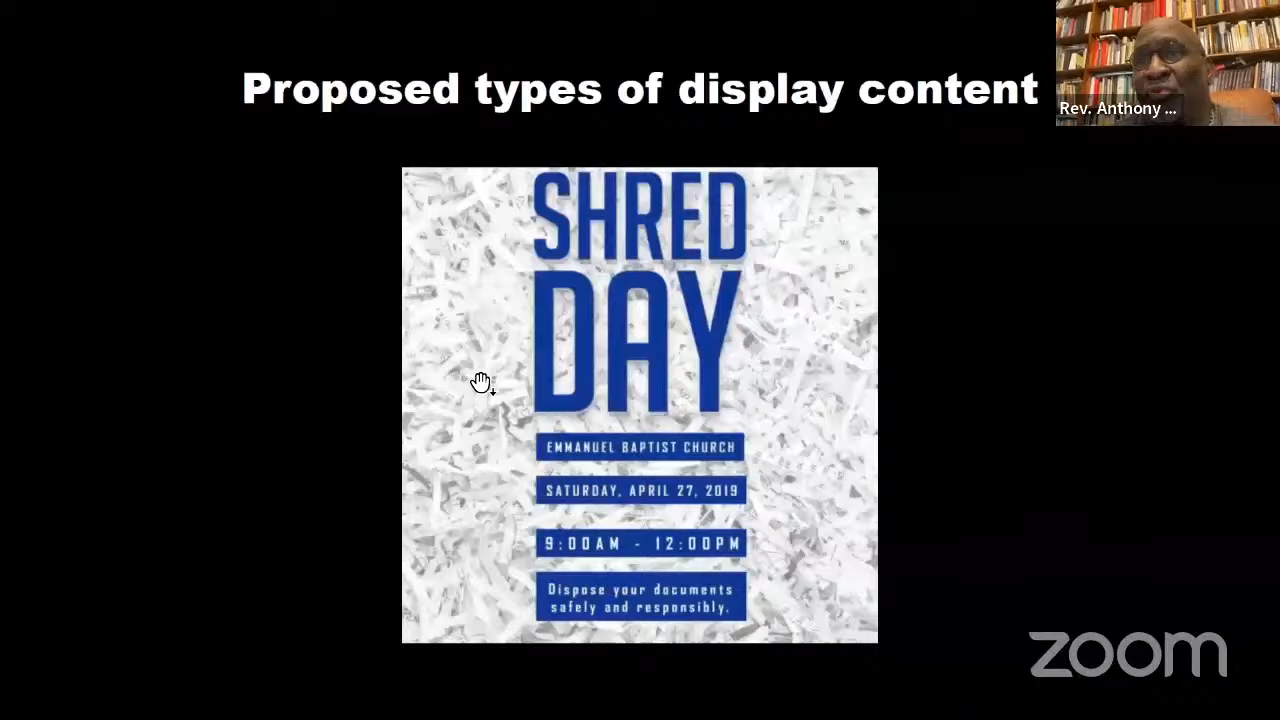 Proposed types of display content
Rev. Anthony ...
SHRED
DAY
EMMANUEL BAPTIST CHURCH
SATURDAY, APRIL 27, 2019
9:00AM - 12:00PM
Dispose your documents
safely and responsibly.
zoom